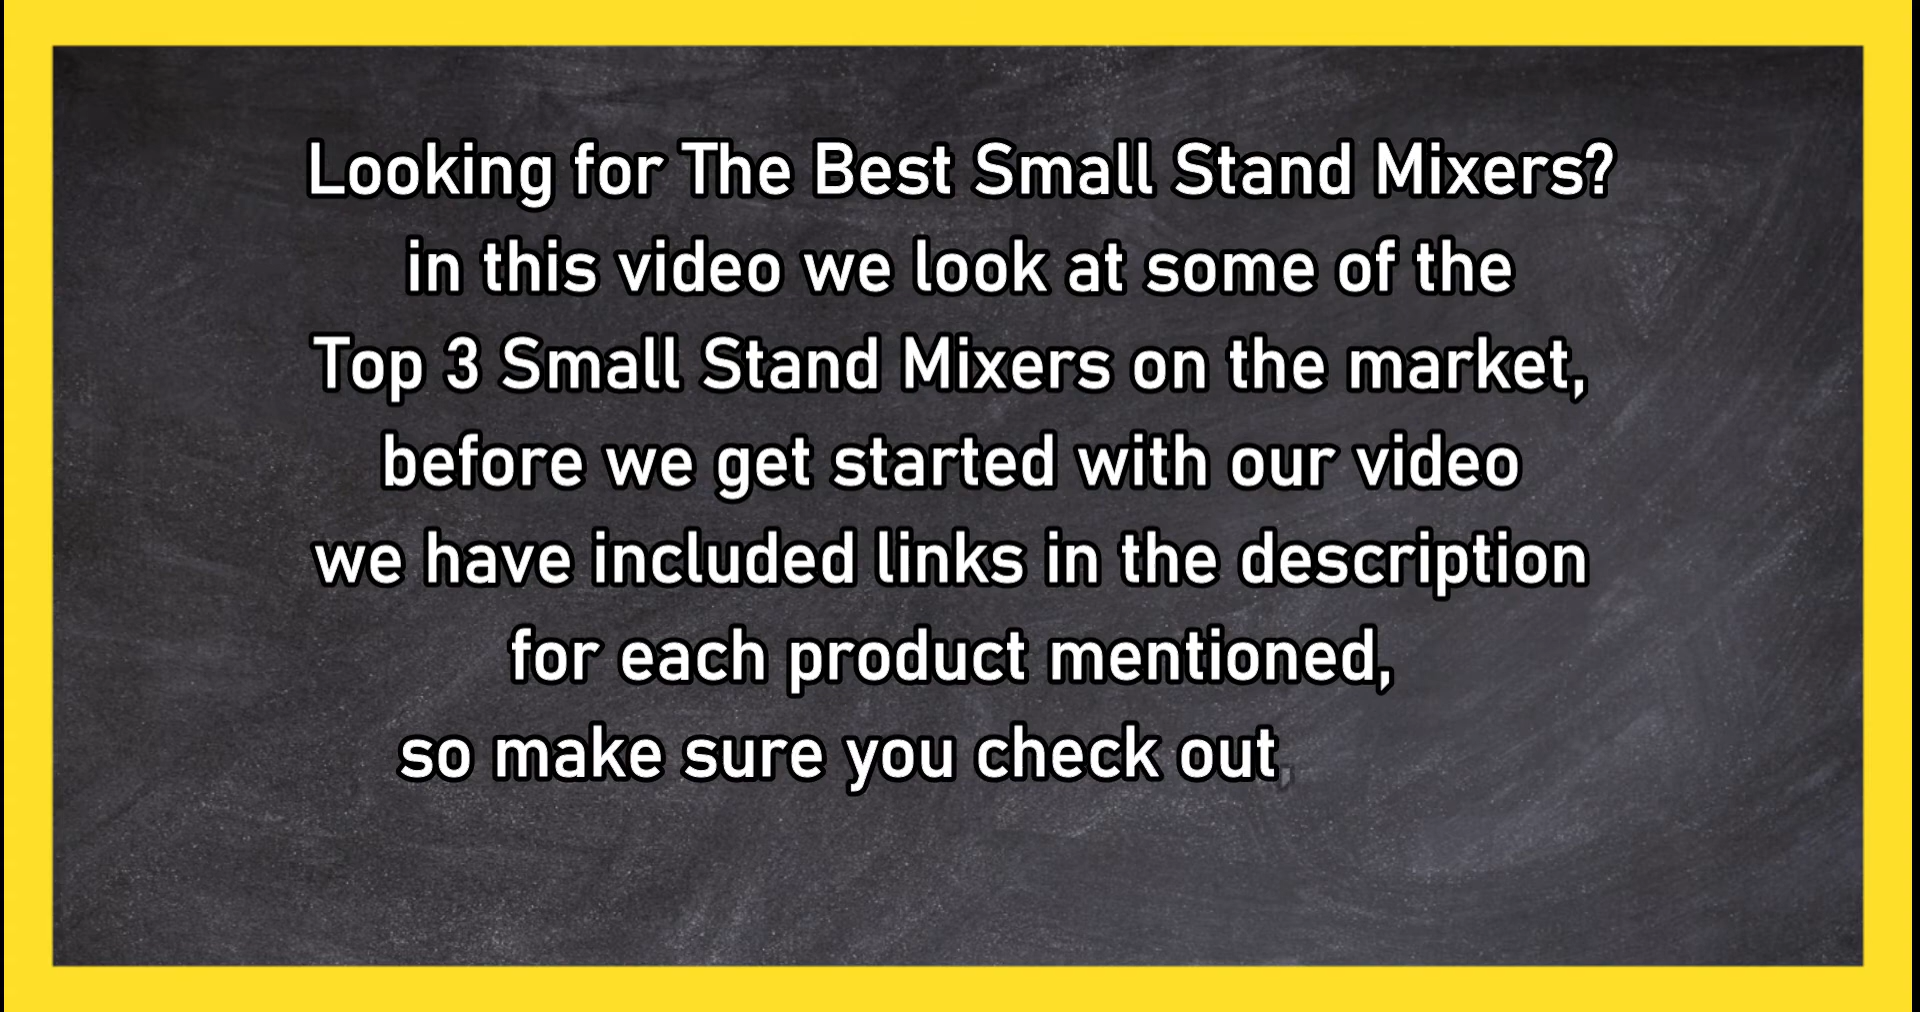 Looking for The Best Small Stand Mixers?
in this video we look at some of the
Top 3 Small Stand Mixers on the market,
before we get started with our video
we have included links in the description
for each product mentioned,
so make sure you check out,